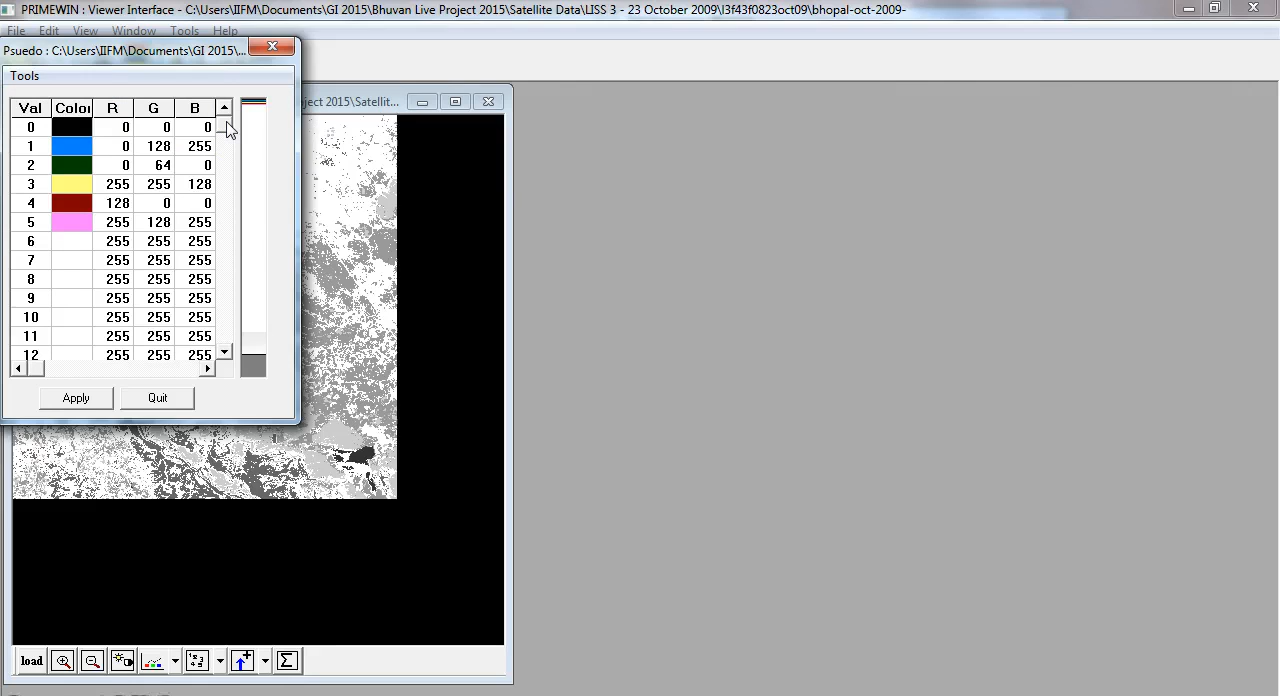 PRIMEWIN : Viewer Interface - C:\Users\IIFM\Documents\GI 2015\Bhuvan Live Project 2015\Satellite Data\LISS 3 - 23 October 2009\3f43f0823oct09\bhopal-oct-2009-
File Edit View Window Tools Help
Psuedo : C:\Users\IIFM\Documents\GI 2015\...
Tools
ject 2015\Satellit...
Val Color R G B
0 0 0 0
1 0 128 255
2 0 64 0
3 255 255 128
4 128 0 0
5 255 128 255
6 255 255 255
7 255 255 255
8 255 255 255
9 255 255 255
10 255 255 255
11 255 255 255
12 255 255 255
Apply Quit
load